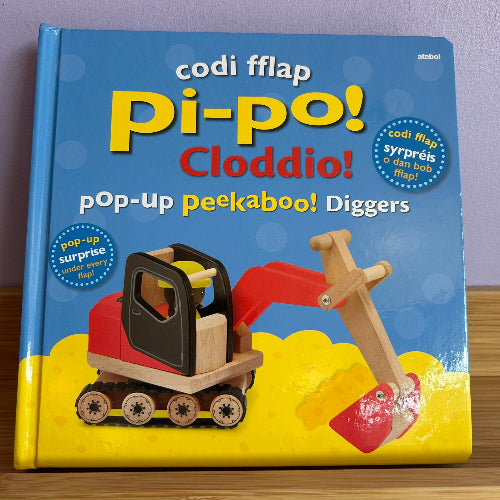 atebol
codi fflap
pi-po!
Cloddio!
codi fflap
syrpréis
o dan bob
fflap!
pop-up peekaboo! Diggers
pop-up
surprise
under every
flap!